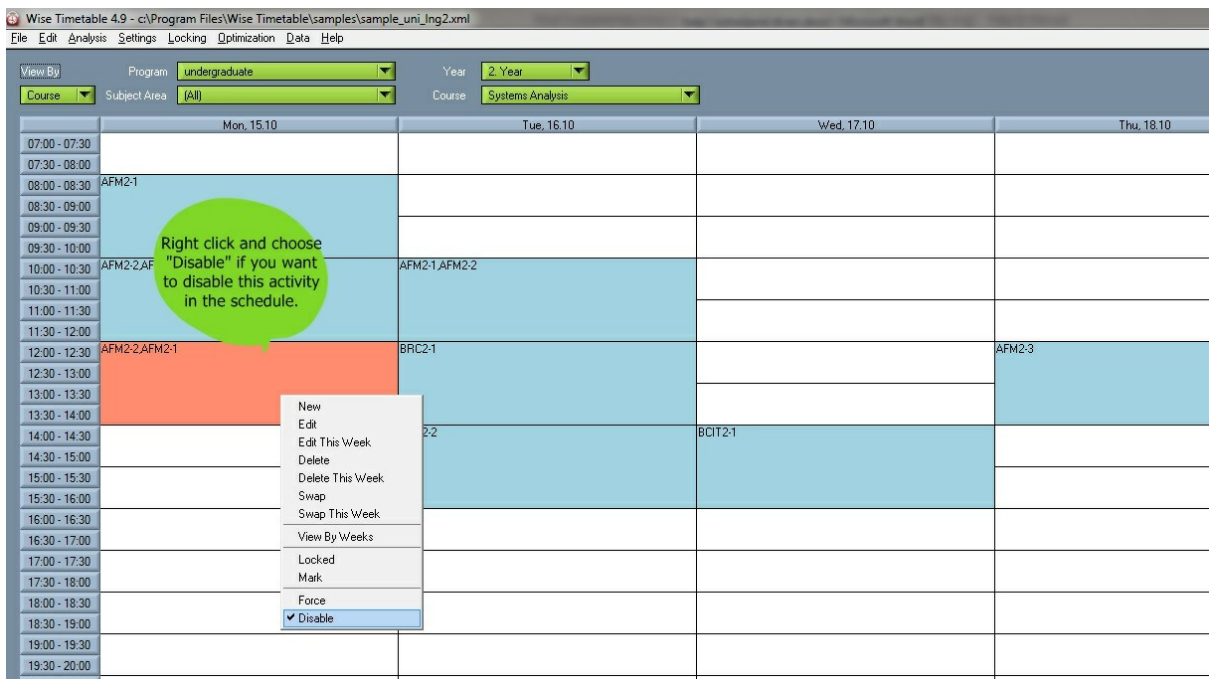 Wise Timetable 4.9 - c:\Program Files\Wise Timetable\samples\sample_uni_lng2.xml
File Edit Analysis Settings Locking Optimization Data Help
View By Program undergraduate Year 2. Year
Course Subject Area (All) Course Systems Analysis
Mon, 15.10 Tue, 16.10 Wed, 17.10 Thu, 18.10
07:00 - 07:30
07:30 - 08:00
08:00 - 08:30 AFM2-1
08:30 - 09:00
09:00 - 09:30
09:30 - 10:00
Right click and choose
"Disable" if you want
to disable this activity
in the schedule.
10:00 - 10:30 AFM2-2,AF AFM2-1,AFM2-2
10:30 - 11:00
11:00 - 11:30
11:30 - 12:00
12:00 - 12:30 AFM2-2,AFM2-1 BRC2-1 AFM2-3
12:30 - 13:00
13:00 - 13:30
13:30 - 14:00
14:00 - 14:30 2-2 BCIT2-1
14:30 - 15:00
15:00 - 15:30
15:30 - 16:00
16:00 - 16:30
16:30 - 17:00
17:00 - 17:30
17:30 - 18:00
18:00 - 18:30
18:30 - 19:00
19:00 - 19:30
19:30 - 20:00
New
Edit
Edit This Week
Delete
Delete This Week
Swap
Swap This Week
View By Weeks
Locked
Mark
Force
Disable